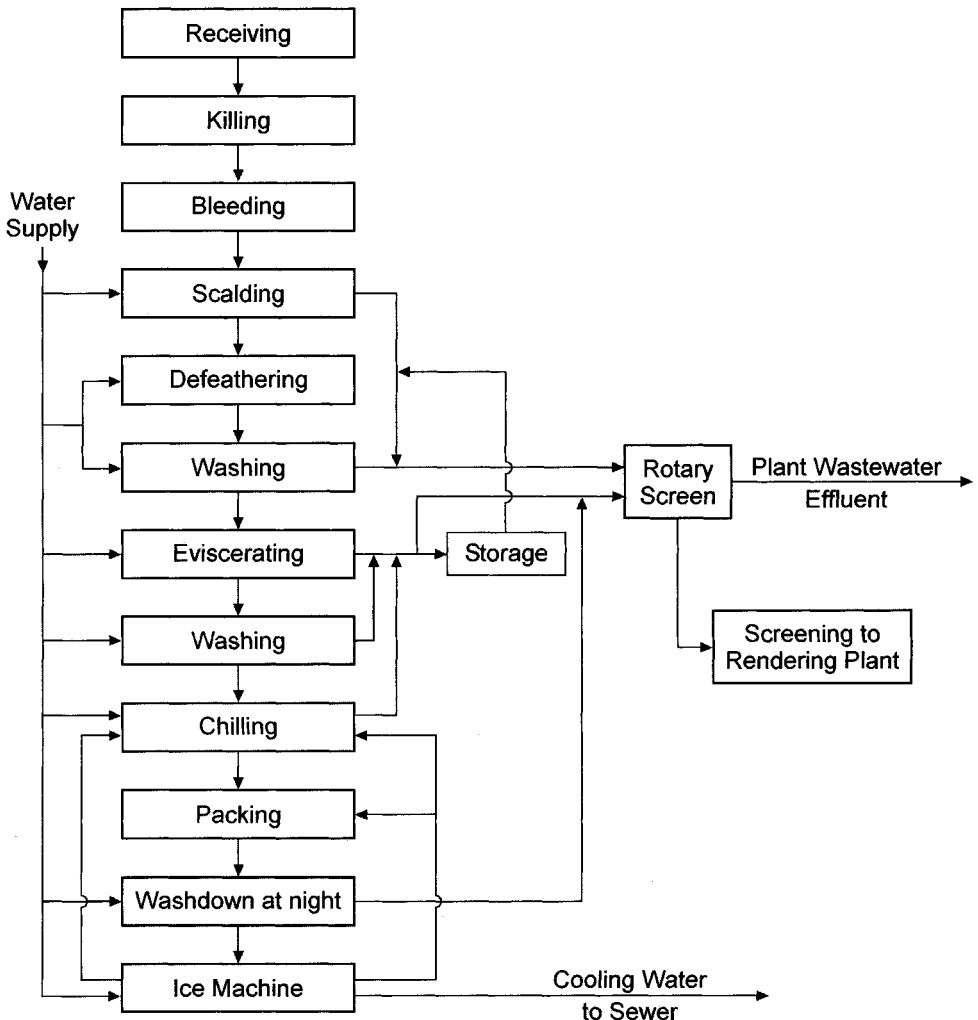 Receiving
Killing
Bleeding
Water
Supply
Scalding
Defeathering
Washing
Rotary
Screen
Plant Wastewater
Effluent
Eviscerating
Storage
Washing
Screening to
Rendering Plant
Chilling
Packing
Washdown at night
Ice Machine
Cooling Water
to Sewer